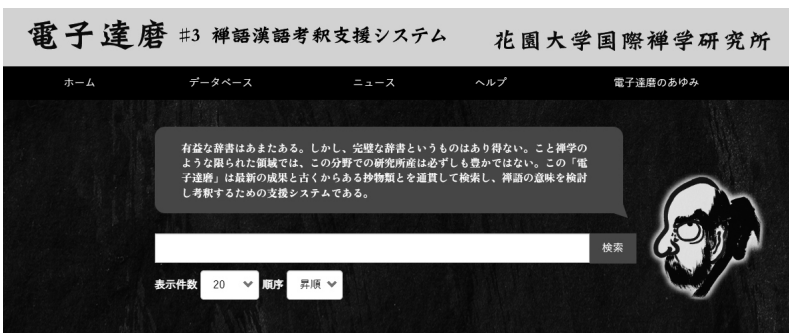 電子達磨 #3 禅語漢語考釈支援システム 花園大学国際禅学研究所
ホーム データベース ニュース ヘルプ 電子達磨のあゆみ
有益な辞書はあまたある。しかし、完璧な辞書というものはあり得ない。こと禅学の
ような限られた領域では、この分野での研究所産は必ずしも豊かではない。この「電
子達磨」は最新の成果と古くからある抄物類とを通貫して検索し、禅語の意味を検討
し考釈するための支援システムである。
検索
表示件数 20 順序 昇順